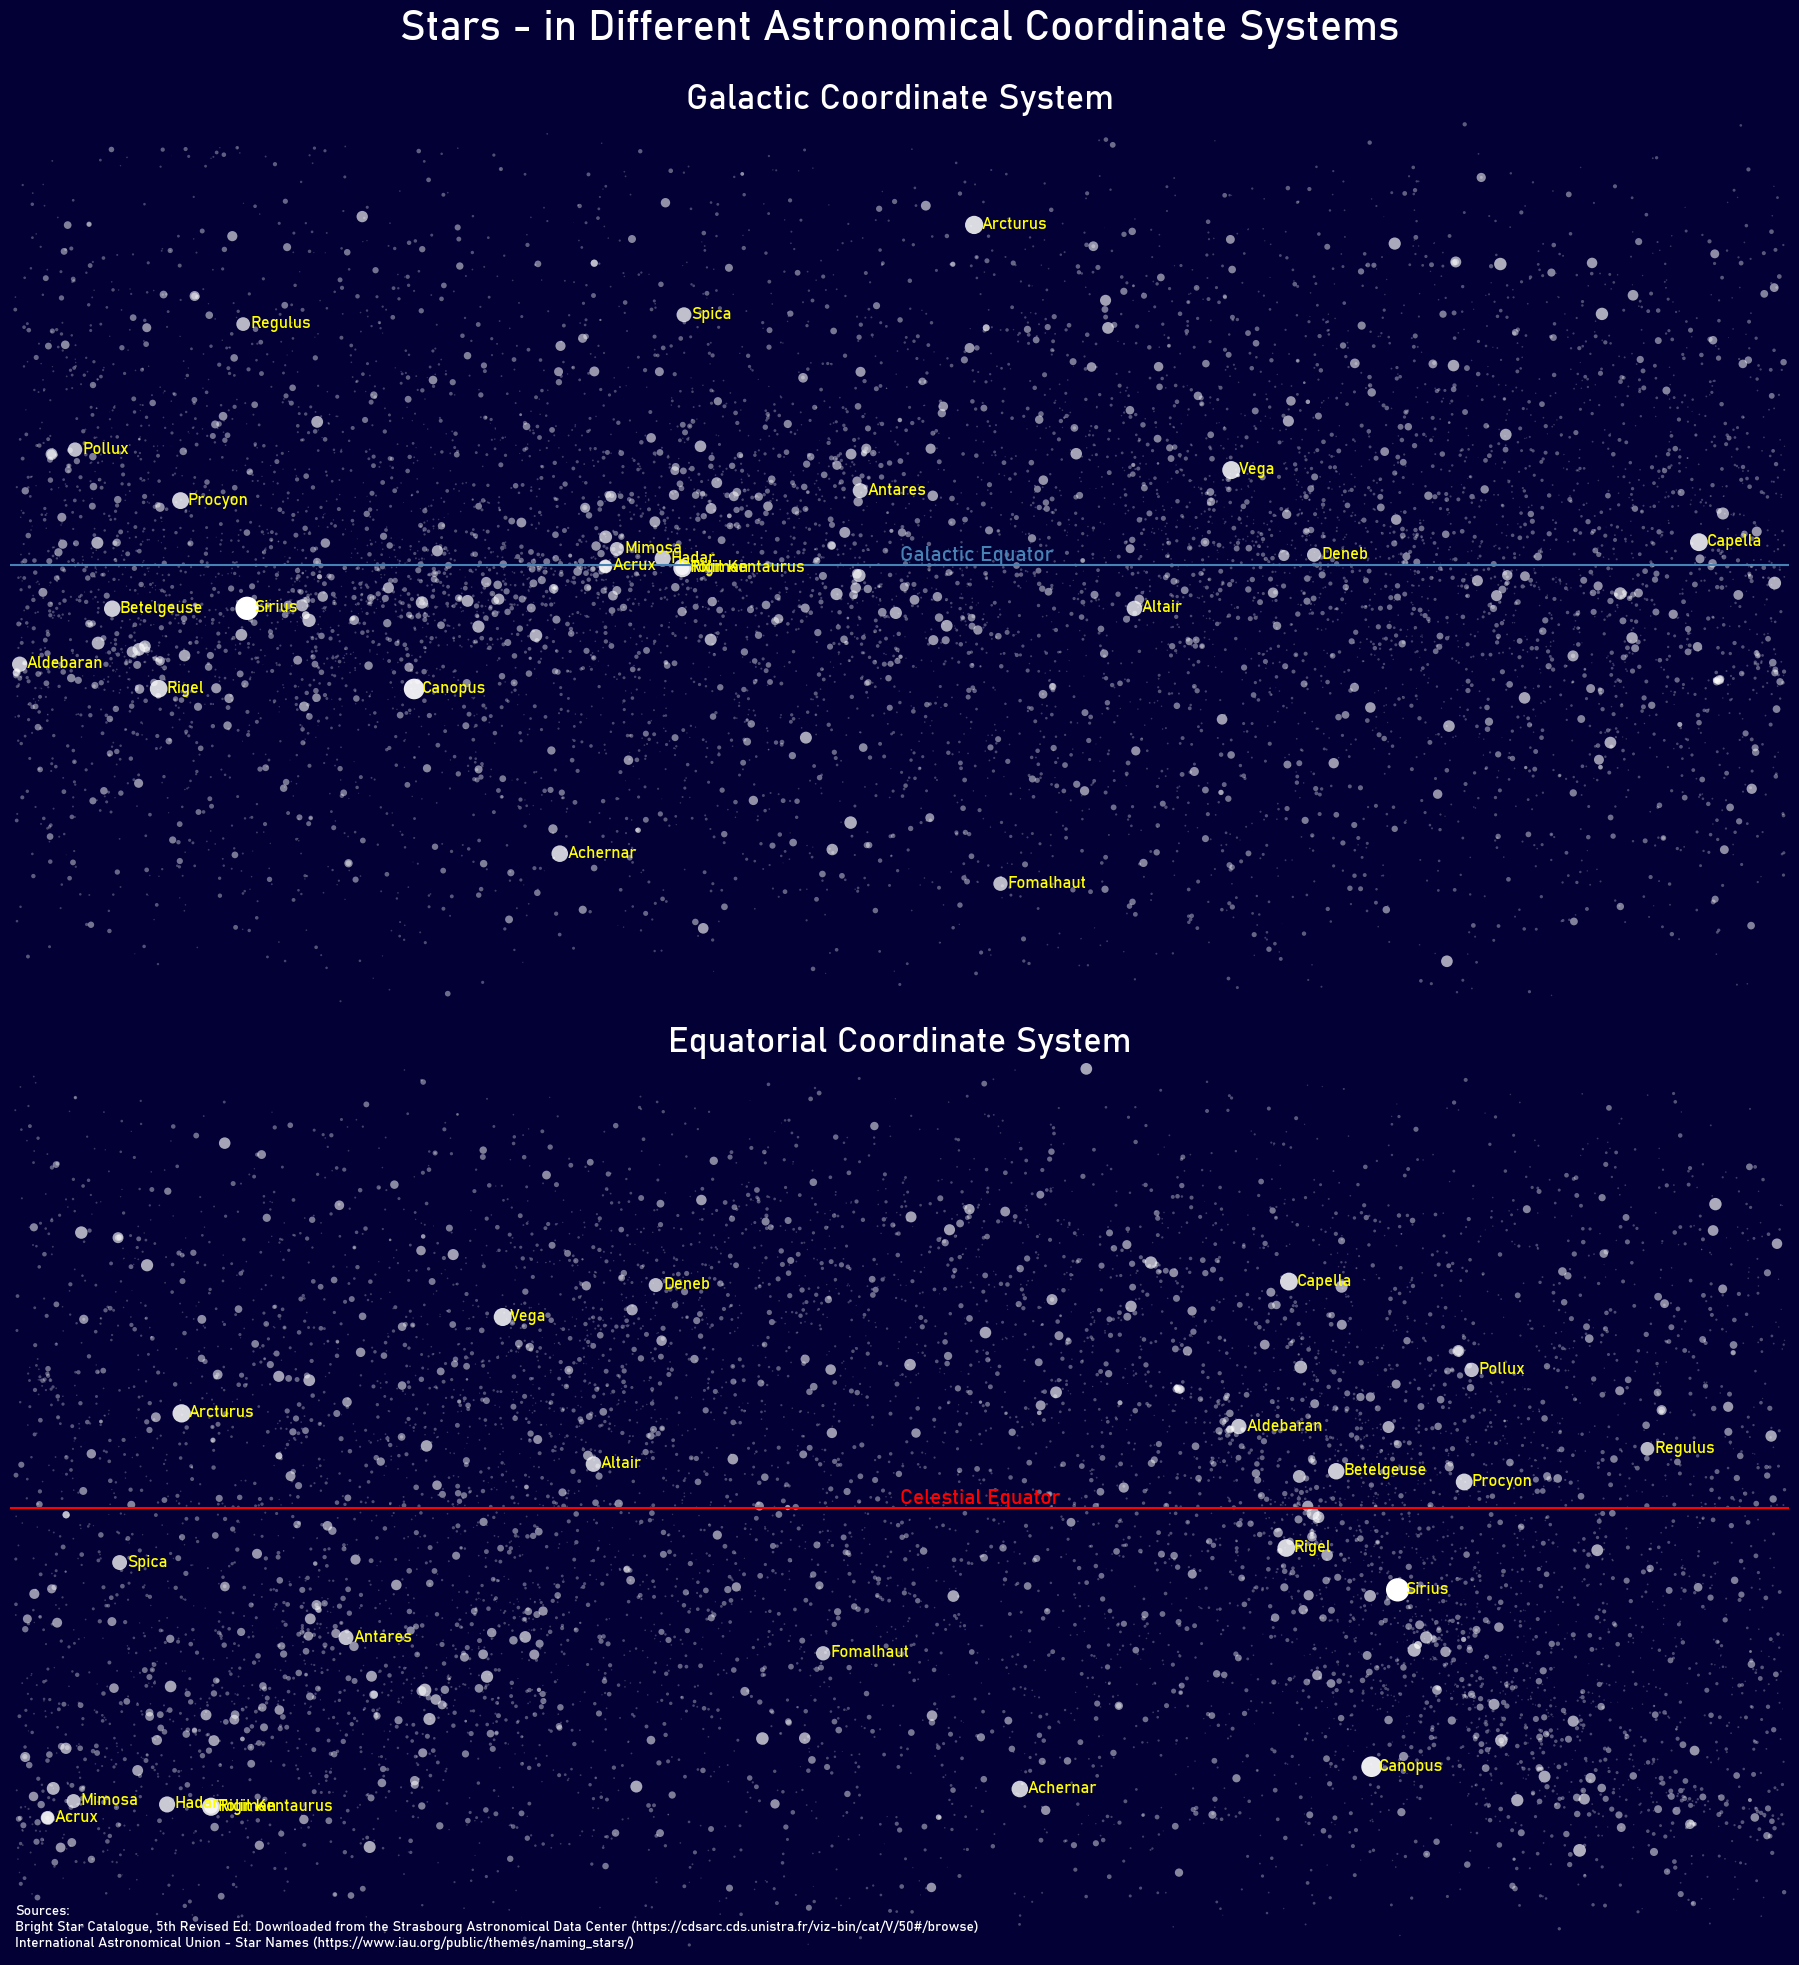 Stars - in Different Astronomical Coordinate Systems
Galactic Coordinate System
Arcturus
Spica
Regulus
Pollux
Vega
Procyon
Antares
Capella
Mimosa
Hadar
Galactic Equator
Deneb
Acrux
Kentaurus
Betelgeuse
Sirius
Altair
Aldebaran
Rigel
Canopus
Achernar
Fomalhaut
Equatorial Coordinate System
Deneb
Capella
Vega
Pollux
Arcturus
Aldebaran
Regulus
Altair
Betelgeuse
Procyon
Celestial Equator
Rigel
Spica
Sirius
Antares
Fomalhaut
Canopus
Achernar
Mimosa
Hadar
Kentaurus
Acrux
Sources:
Bright Star Catalogue, 5th Revised Ed. Downloaded from the Strasbourg Astronomical Data Center (https://cdsarc.cds.unistra.fr/viz-bin/cat/V/50#/browse)
International Astronomical Union - Star Names (https://www.iau.org/public/themes/naming_stars/)